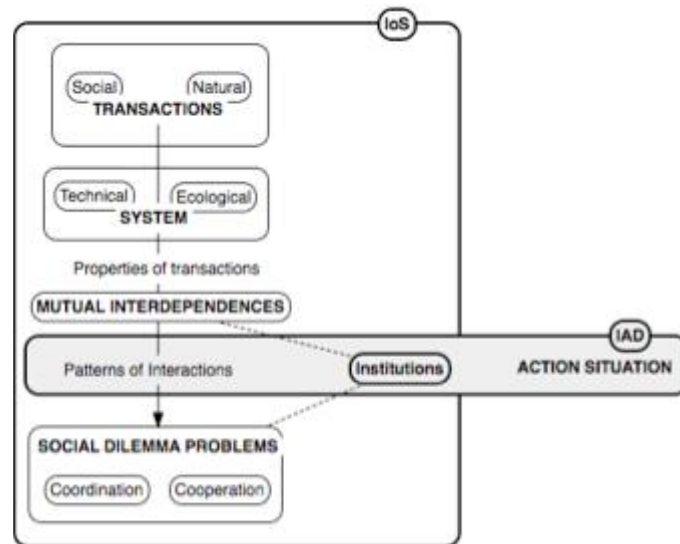 IoS
Social Natural
TRANSACTIONS
Technical Ecological
SYSTEM
Properties of transactions
MUTUAL INTERDEPENDENCES
IAD
Patterns of Interactions Institutions ACTION SITUATION
SOCIAL DILEMMA PROBLEMS
Coordination Cooperation